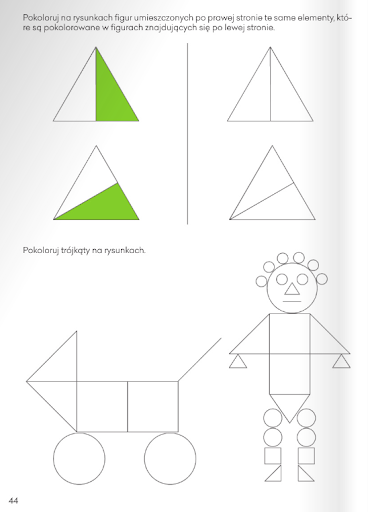 Pokoloruj na rysunkach figur umieszczonych po prawej stronie te same elementy, któ-
re są pokolorowane w figurach znajdujących się po lewej stronie.
Pokoloruj trójkąty na rysunkach.
44